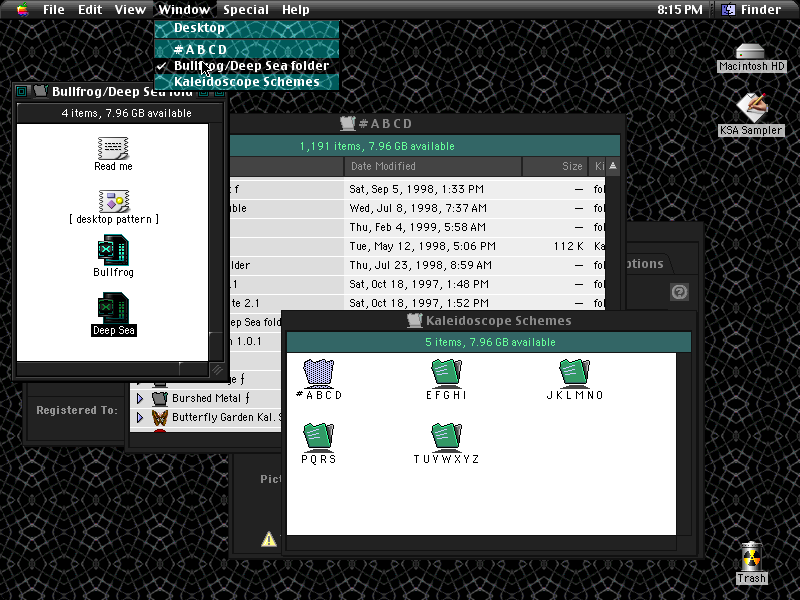 File Edit View Window Special Help 8:15 PM Finder
Desktop
#ABCD
Bullfrog/Deep Sea folder
Kaleidoscope Schemes
Macintosh HD
KSA Sampler
Trash
Bullfrog/Deep Sea fold
4 items, 7.96 GB available
Read me
[ desktop pattern ]
Bullfrog
Deep Sea
#ABCD
1,191 items, 7.96 GB available
Date Modified Size Ki
f Sat, Sep 5, 1998, 1:33 PM — fol
ble Wed, Jul 8, 1998, 7:37 AM — fol
Thu, Feb 4, 1999, 5:58 AM — fol
Tue, May 12, 1998, 5:06 PM 112 K Ka
lder Thu, Jul 23, 1998, 8:59 AM — fol
Sat, Oct 18, 1997, 1:48 PM — fol
te 2.1 Sat, Oct 18, 1997, 1:52 PM — fol
ep Sea fold
n 1.0.1
ge ƒ
Burshed Metal ƒ
Butterfly Garden Kal. S
ptions
Registered To:
Pict
Kaleidoscope Schemes
5 items, 7.96 GB available
#ABCD EFGHI JKLMNO
PQRS TUVWXYZ